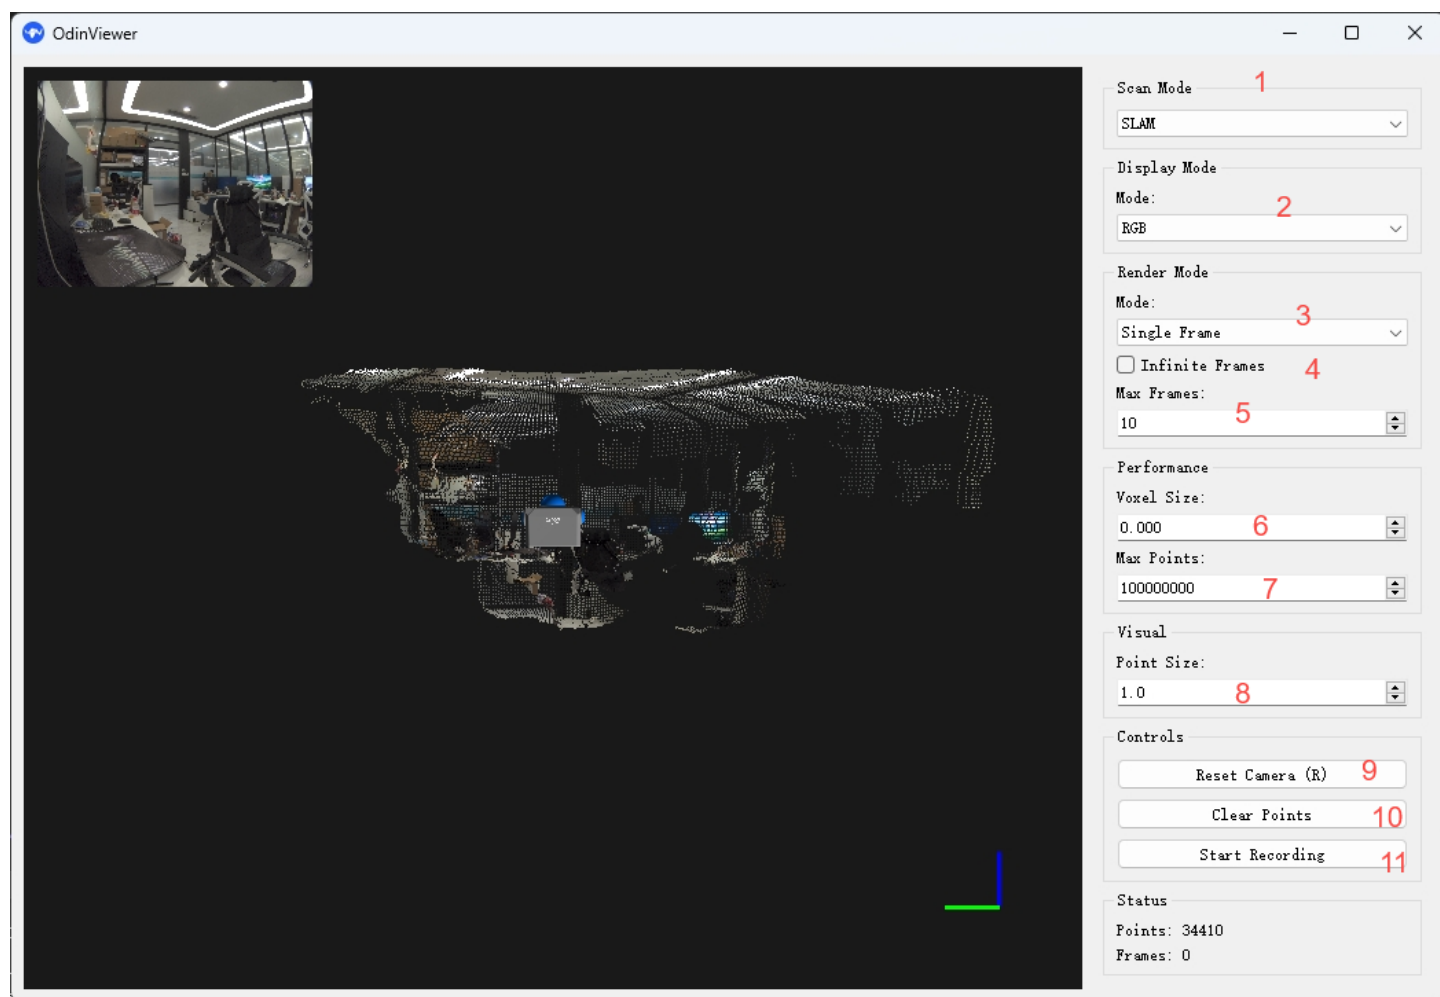 OdinViewer
Scan Mode
1
SLAM
Display Mode
Mode:
2
RGB
Render Mode
Mode:
3
Single Frame
Infinite Frames
4
Max Frames:
5
10
Performance
Voxel Size:
0.000
6
Max Points:
100000000
7
Visual
Point Size:
1.0
8
Controls
Reset Camera (R)
9
Clear Points
10
Start Recording
11
Status
Points: 34410
Frames: 0